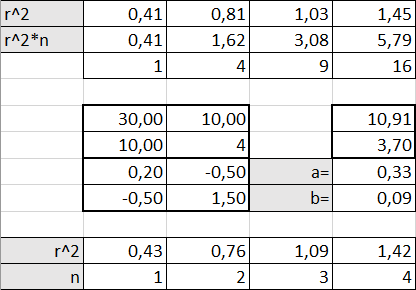 r^2 0,41 0,81 1,03 1,45
r^2*n 0,41 1,62 3,08 5,79
1 4 9 16
30,00 10,00 10,91
10,00 4 3,70
0,20 -0,50 a= 0,33
-0,50 1,50 b= 0,09
r^2 0,43 0,76 1,09 1,42
n 1 2 3 4